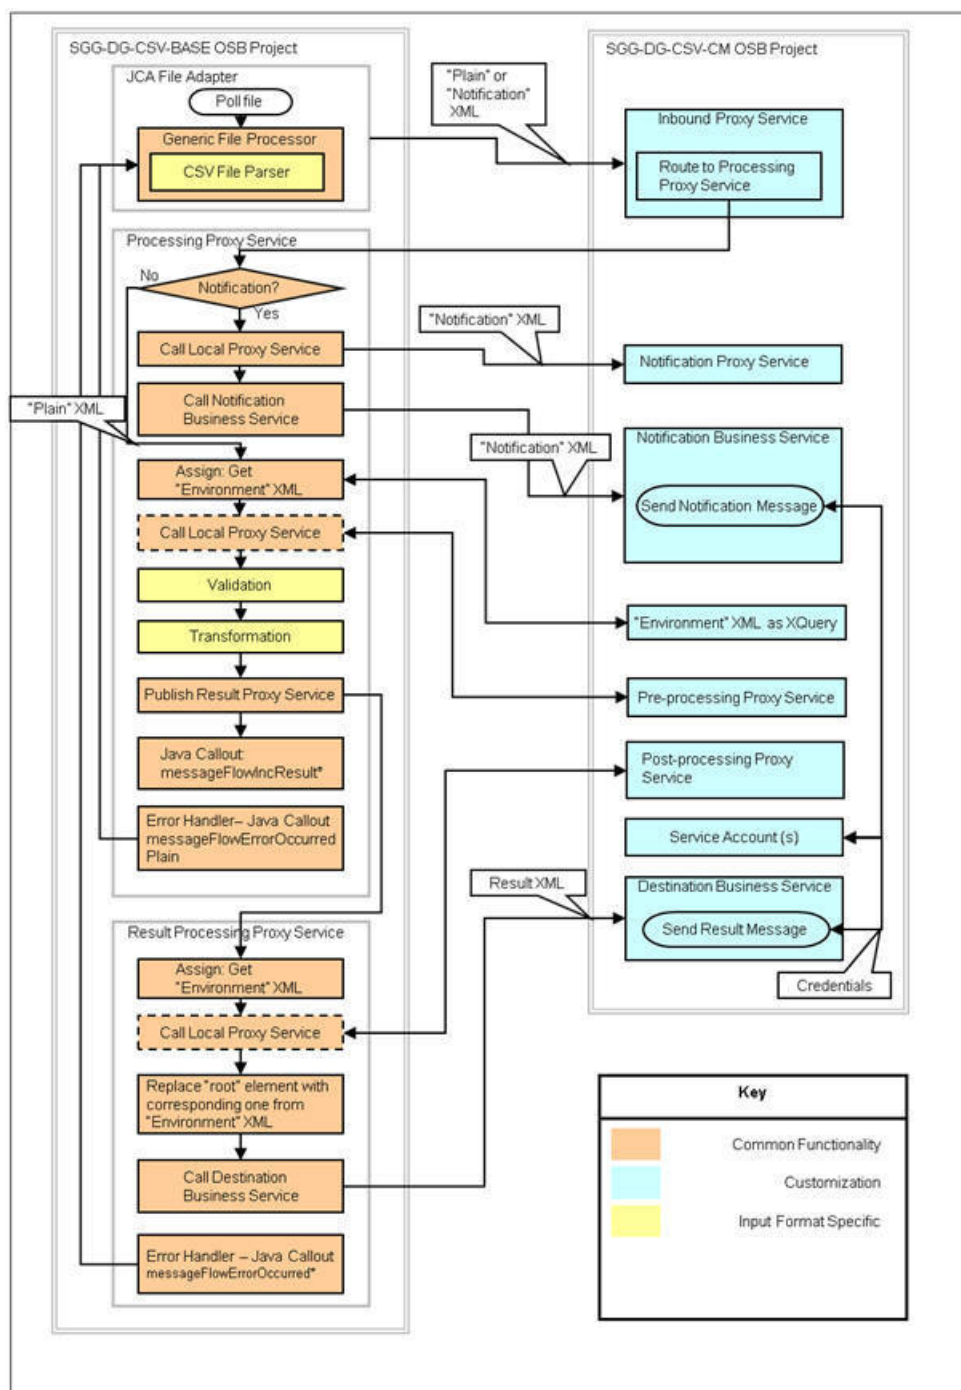 SGG-DG-CSV-BASE OSB Project
JCA File Adapter
Poll file
Generic File Processor
CSV File Parser
"Plain" or
"Notification"
XML
SGG-DG-CSV-CM OSB Project
Inbound Proxy Service
Route to Processing
Proxy Service
Processing Proxy Service
No
Notification?
Yes
Call Local Proxy Service
"Notification" XML
Notification Proxy Service
Call Notification
Business Service
"Plain" XML
"Notification" XML
Notification Business Service
Send Notification Message
Assign: Get
"Environment" XML
Call Local Proxy Service
Validation
Transformation
"Environment" XML as XQuery
Publish Result Proxy Service
Pre-processing Proxy Service
Java Callout:
messageFlowIncResult*
Post-processing Proxy
Service
Error Handler– Java Callout
messageFlowErrorOccurred
Plain
Service Account (s)
Result XML
Destination Business Service
Send Result Message
Credentials
Result Processing Proxy Service
Assign: Get
"Environment" XML
Call Local Proxy Service
Replace "root" element with
corresponding one from
"Environment" XML
Call Destination
Business Service
Error Handler – Java Callout
messageFlowErrorOccurred*
Key
Common Functionality
Customization
Input Format Specific